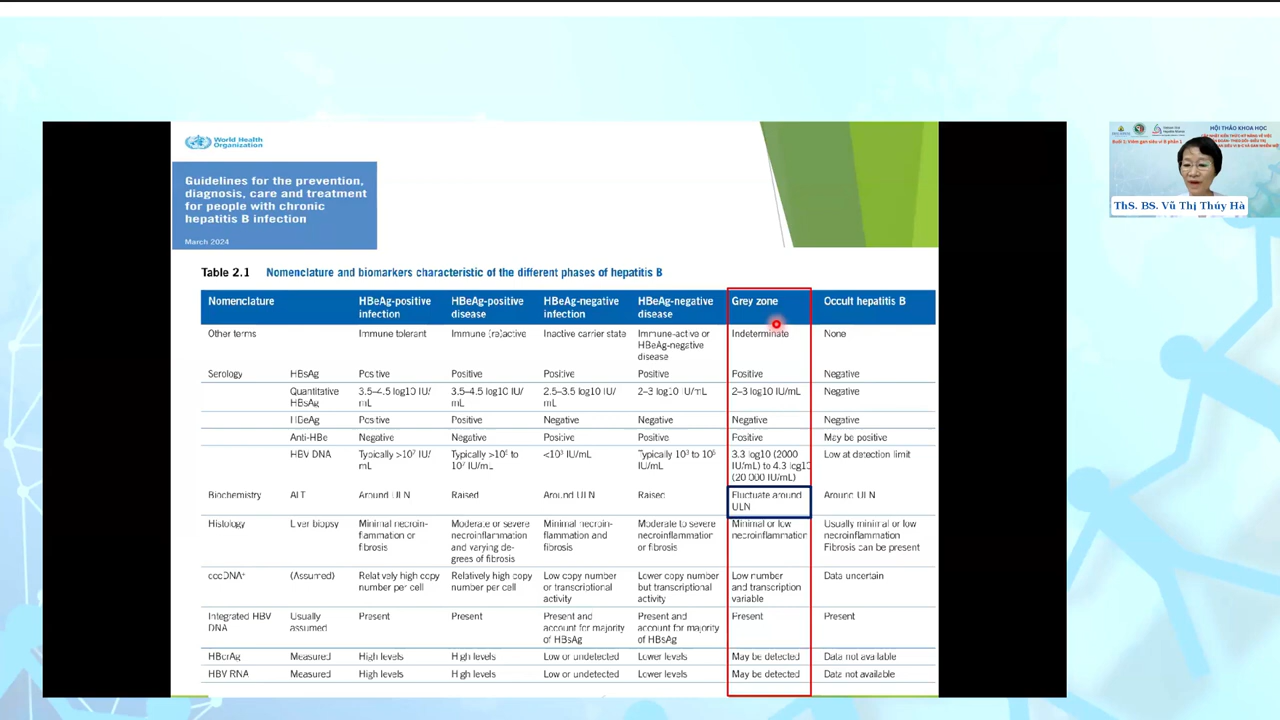 World Health
Organization
Guidelines for the prevention,
diagnosis, care and treatment
for people with chronic
hepatitis B infection
March 2024
HỘI THẢO KHOA HỌC
ThS. BS. Vũ Thị Thúy Hà
Table 2.1 Nomenclature and biomarkers characteristic of the different phases of hepatitis B
Nomenclature HBeAg-positive infection HBeAg-positive disease HBeAg-negative infection HBeAg-negative disease Grey zone Occult hepatitis B
Other terms Immune tolerant Immune (re)active Inactive carrier state Immune-active or HBeAg-negative disease Indeterminate None
Serology HBsAg Positive Positive Positive Positive Positive Negative
Quantitative HBsAg 3.5–4.5 log10 IU/mL 3.5–4.5 log10 IU/mL 2.5–3.5 log10 IU/mL 2–3 log10 IU/mL 2–3 log10 IU/mL Negative
HBeAg Positive Positive Negative Negative Negative Negative
Anti-HBe Negative Negative Positive Positive Positive May be positive
HBV DNA Typically >10⁷ IU/mL Typically to 10⁷ IU/mL <10³ IU/mL Typically 10³ to IU/mL 3.3 log10 (2000 IU/mL) to 4.3 log10 (20 000 IU/mL) Low at detection limit
Biochemistry ALT Around ULN Raised Around ULN Raised Fluctuate around ULN Around ULN
Histology Liver biopsy Minimal necroin-flammation or fibrosis Moderate or severe necroinflammation and varying de-grees of fibrosis Minimal necroin-flammation and fibrosis Moderate to severe necroinflammation or fibrosis Minimal or low necroinflammation Usually minimal or low necroinflammation Fibrosis can be present
cccDNA (Assumed) Relatively high copy number per cell Relatively high copy number per cell Low copy number or transcriptional activity Lower copy number but transcriptional activity Low number and transcription variable Data uncertain
Integrated HBV DNA Usually assumed Present Present Present and account for majority of HBsAg Present and account for majority of HBsAg Present Present
HBcrAg Measured High levels High levels Low or undetected Lower levels May be detected Data not available
HBV RNA Measured High levels High levels Low or undetected Lower levels May be detected Data not available